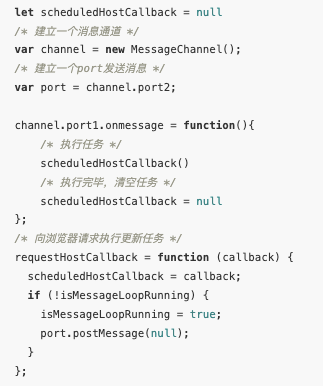 let scheduledHostCallback = null
/* 建立一个消息通道 */
var channel = new MessageChannel();
/* 建立一个port发送消息 */
var port = channel.port2;

channel.port1.onmessage = function(){
    /* 执行任务 */
    scheduledHostCallback()
    /* 执行完毕，清空任务 */
    scheduledHostCallback = null
};
/* 向浏览器请求执行更新任务 */
requestHostCallback = function (callback) {
  scheduledHostCallback = callback;
  if (!isMessageLoopRunning) {
    isMessageLoopRunning = true;
    port.postMessage(null);
  }
};